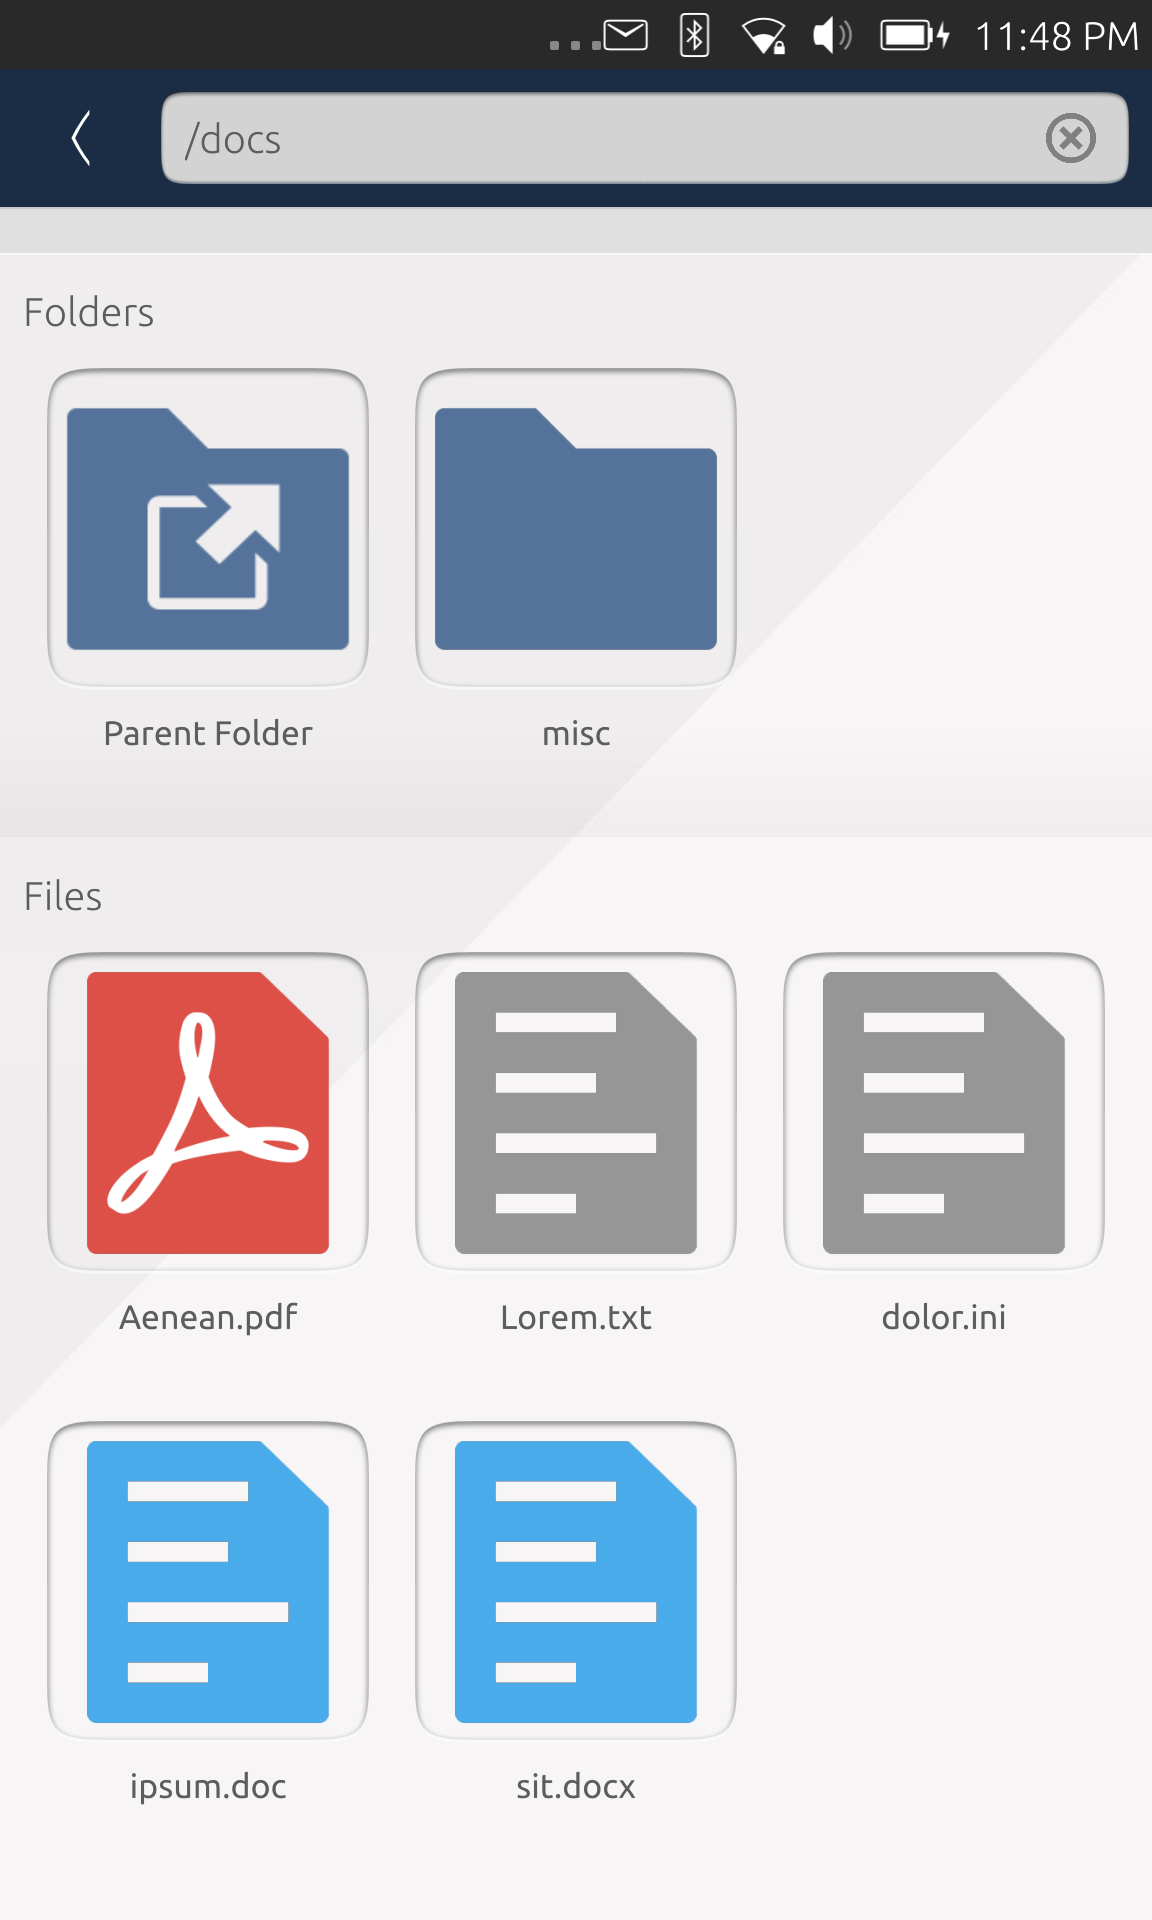 11:48 PM
/docs
Folders
Parent Folder
misc
Files
Aenean.pdf
Lorem.txt
dolor.ini
ipsum.doc
sit.docx